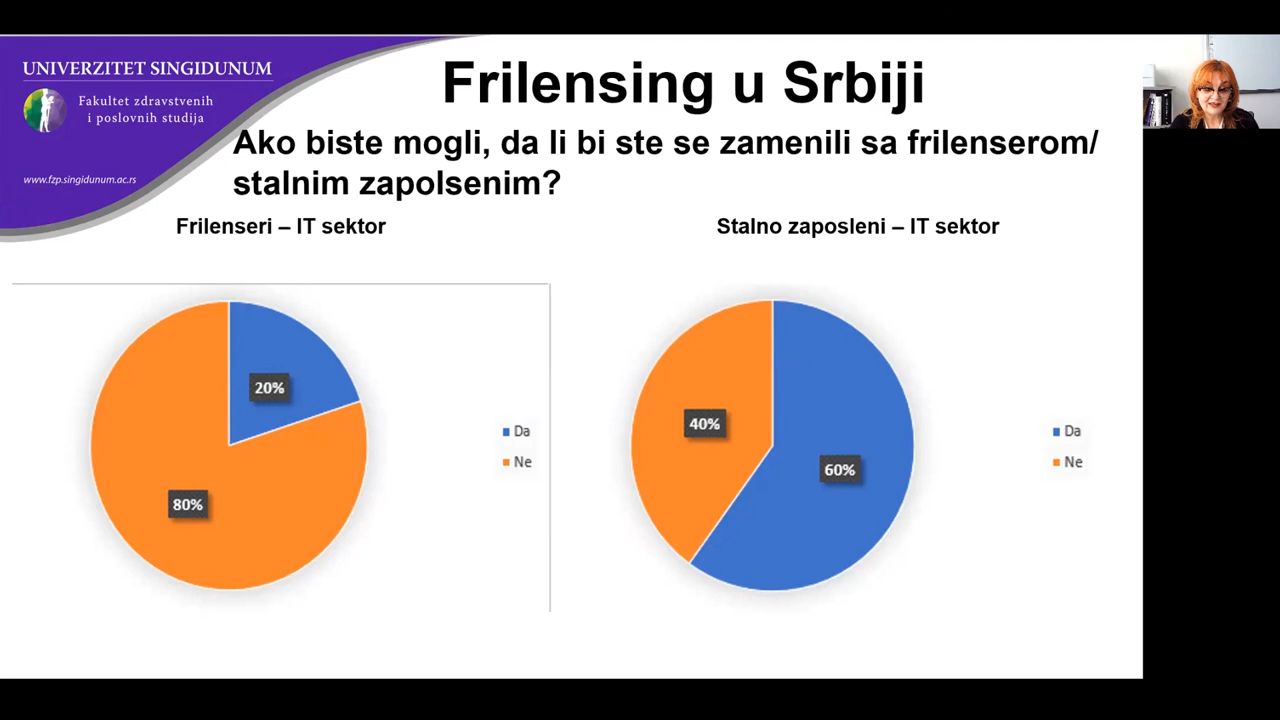 UNIVERZITET SINGIDUNUM
Fakultet zdravstvenih
i poslovnih studija
www.fzp.singidunum.ac.rs
Frilensing u Srbiji
Ako biste mogli, da li bi ste se zamenili sa frilenserom/
stalnim zapolsenim?
Frilenseri – IT sektor
20%
80%
Da
Ne
Stalno zaposleni – IT sektor
40%
60%
Da
Ne